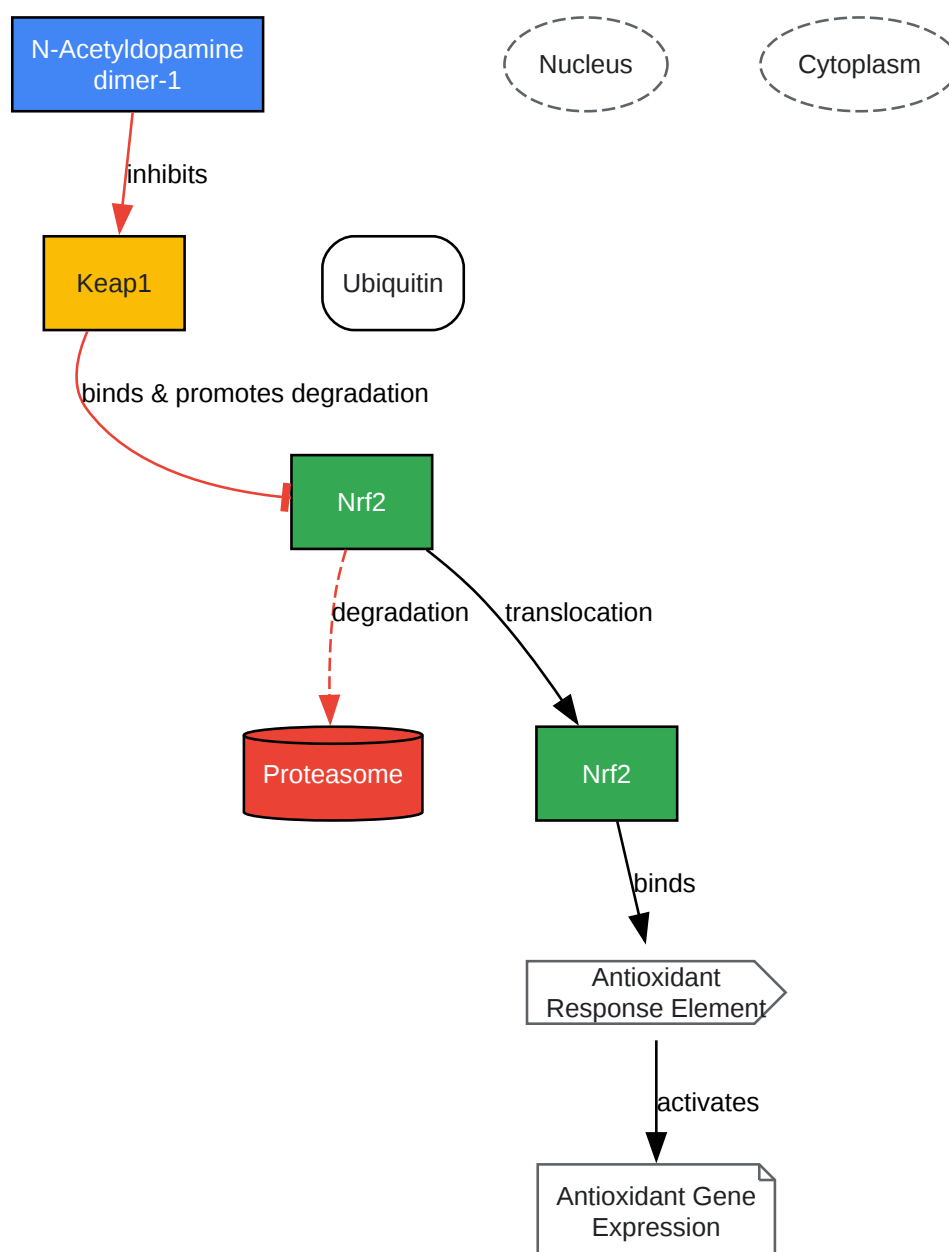 N-Acetyldopamine
dimer-1
Nucleus
Cytoplasm
inhibits
Keap1
Ubiquitin
binds & promotes degradation
Nrf2
degradation
translocation
Proteasome
Nrf2
binds
Antioxidant
Response Element
activates
Antioxidant Gene
Expression